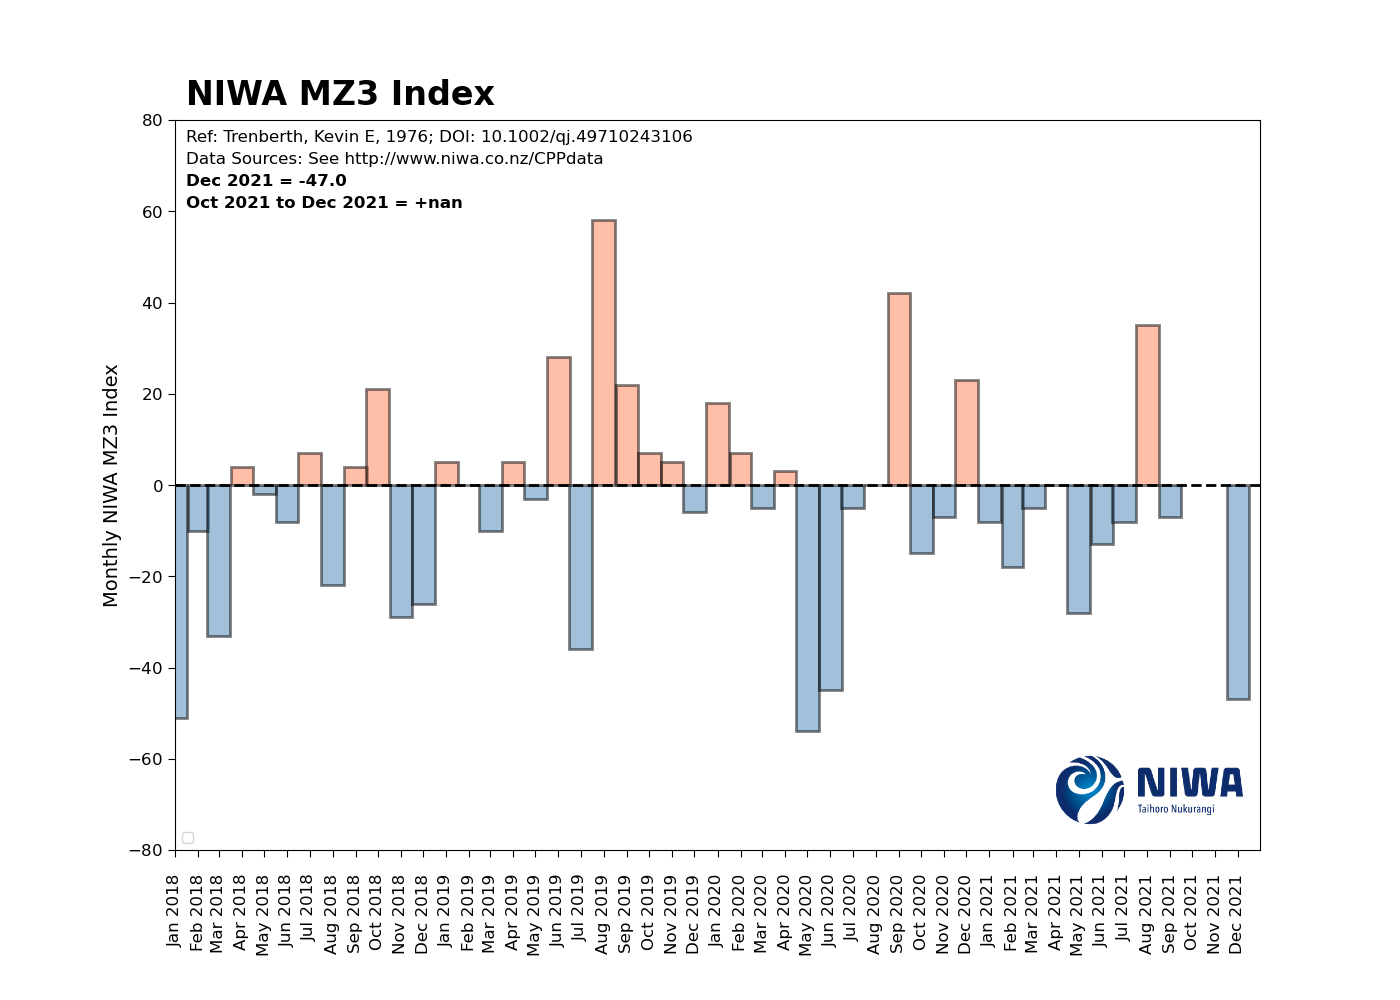 NIWA MZ3 Index
Ref: Trenberth, Kevin E, 1976; DOI: 10.1002/qj.49710243106
Data Sources: See http://www.niwa.co.nz/CPPdata
Dec 2021 = -47.0
Oct 2021 to Dec 2021 = +nan
Monthly NIWA MZ3 Index
80
60
40
20
0
−20
−40
−60
−80
NIWA
Taihoro Nukurangi
Jan 2018
Feb 2018
Mar 2018
Apr 2018
May 2018
Jun 2018
Jul 2018
Aug 2018
Sep 2018
Oct 2018
Nov 2018
Dec 2018
Jan 2019
Feb 2019
Mar 2019
Apr 2019
May 2019
Jun 2019
Jul 2019
Aug 2019
Sep 2019
Oct 2019
Nov 2019
Dec 2019
Jan 2020
Feb 2020
Mar 2020
Apr 2020
May 2020
Jun 2020
Jul 2020
Aug 2020
Sep 2020
Oct 2020
Nov 2020
Dec 2020
Jan 2021
Feb 2021
Mar 2021
Apr 2021
May 2021
Jun 2021
Jul 2021
Aug 2021
Sep 2021
Oct 2021
Nov 2021
Dec 2021